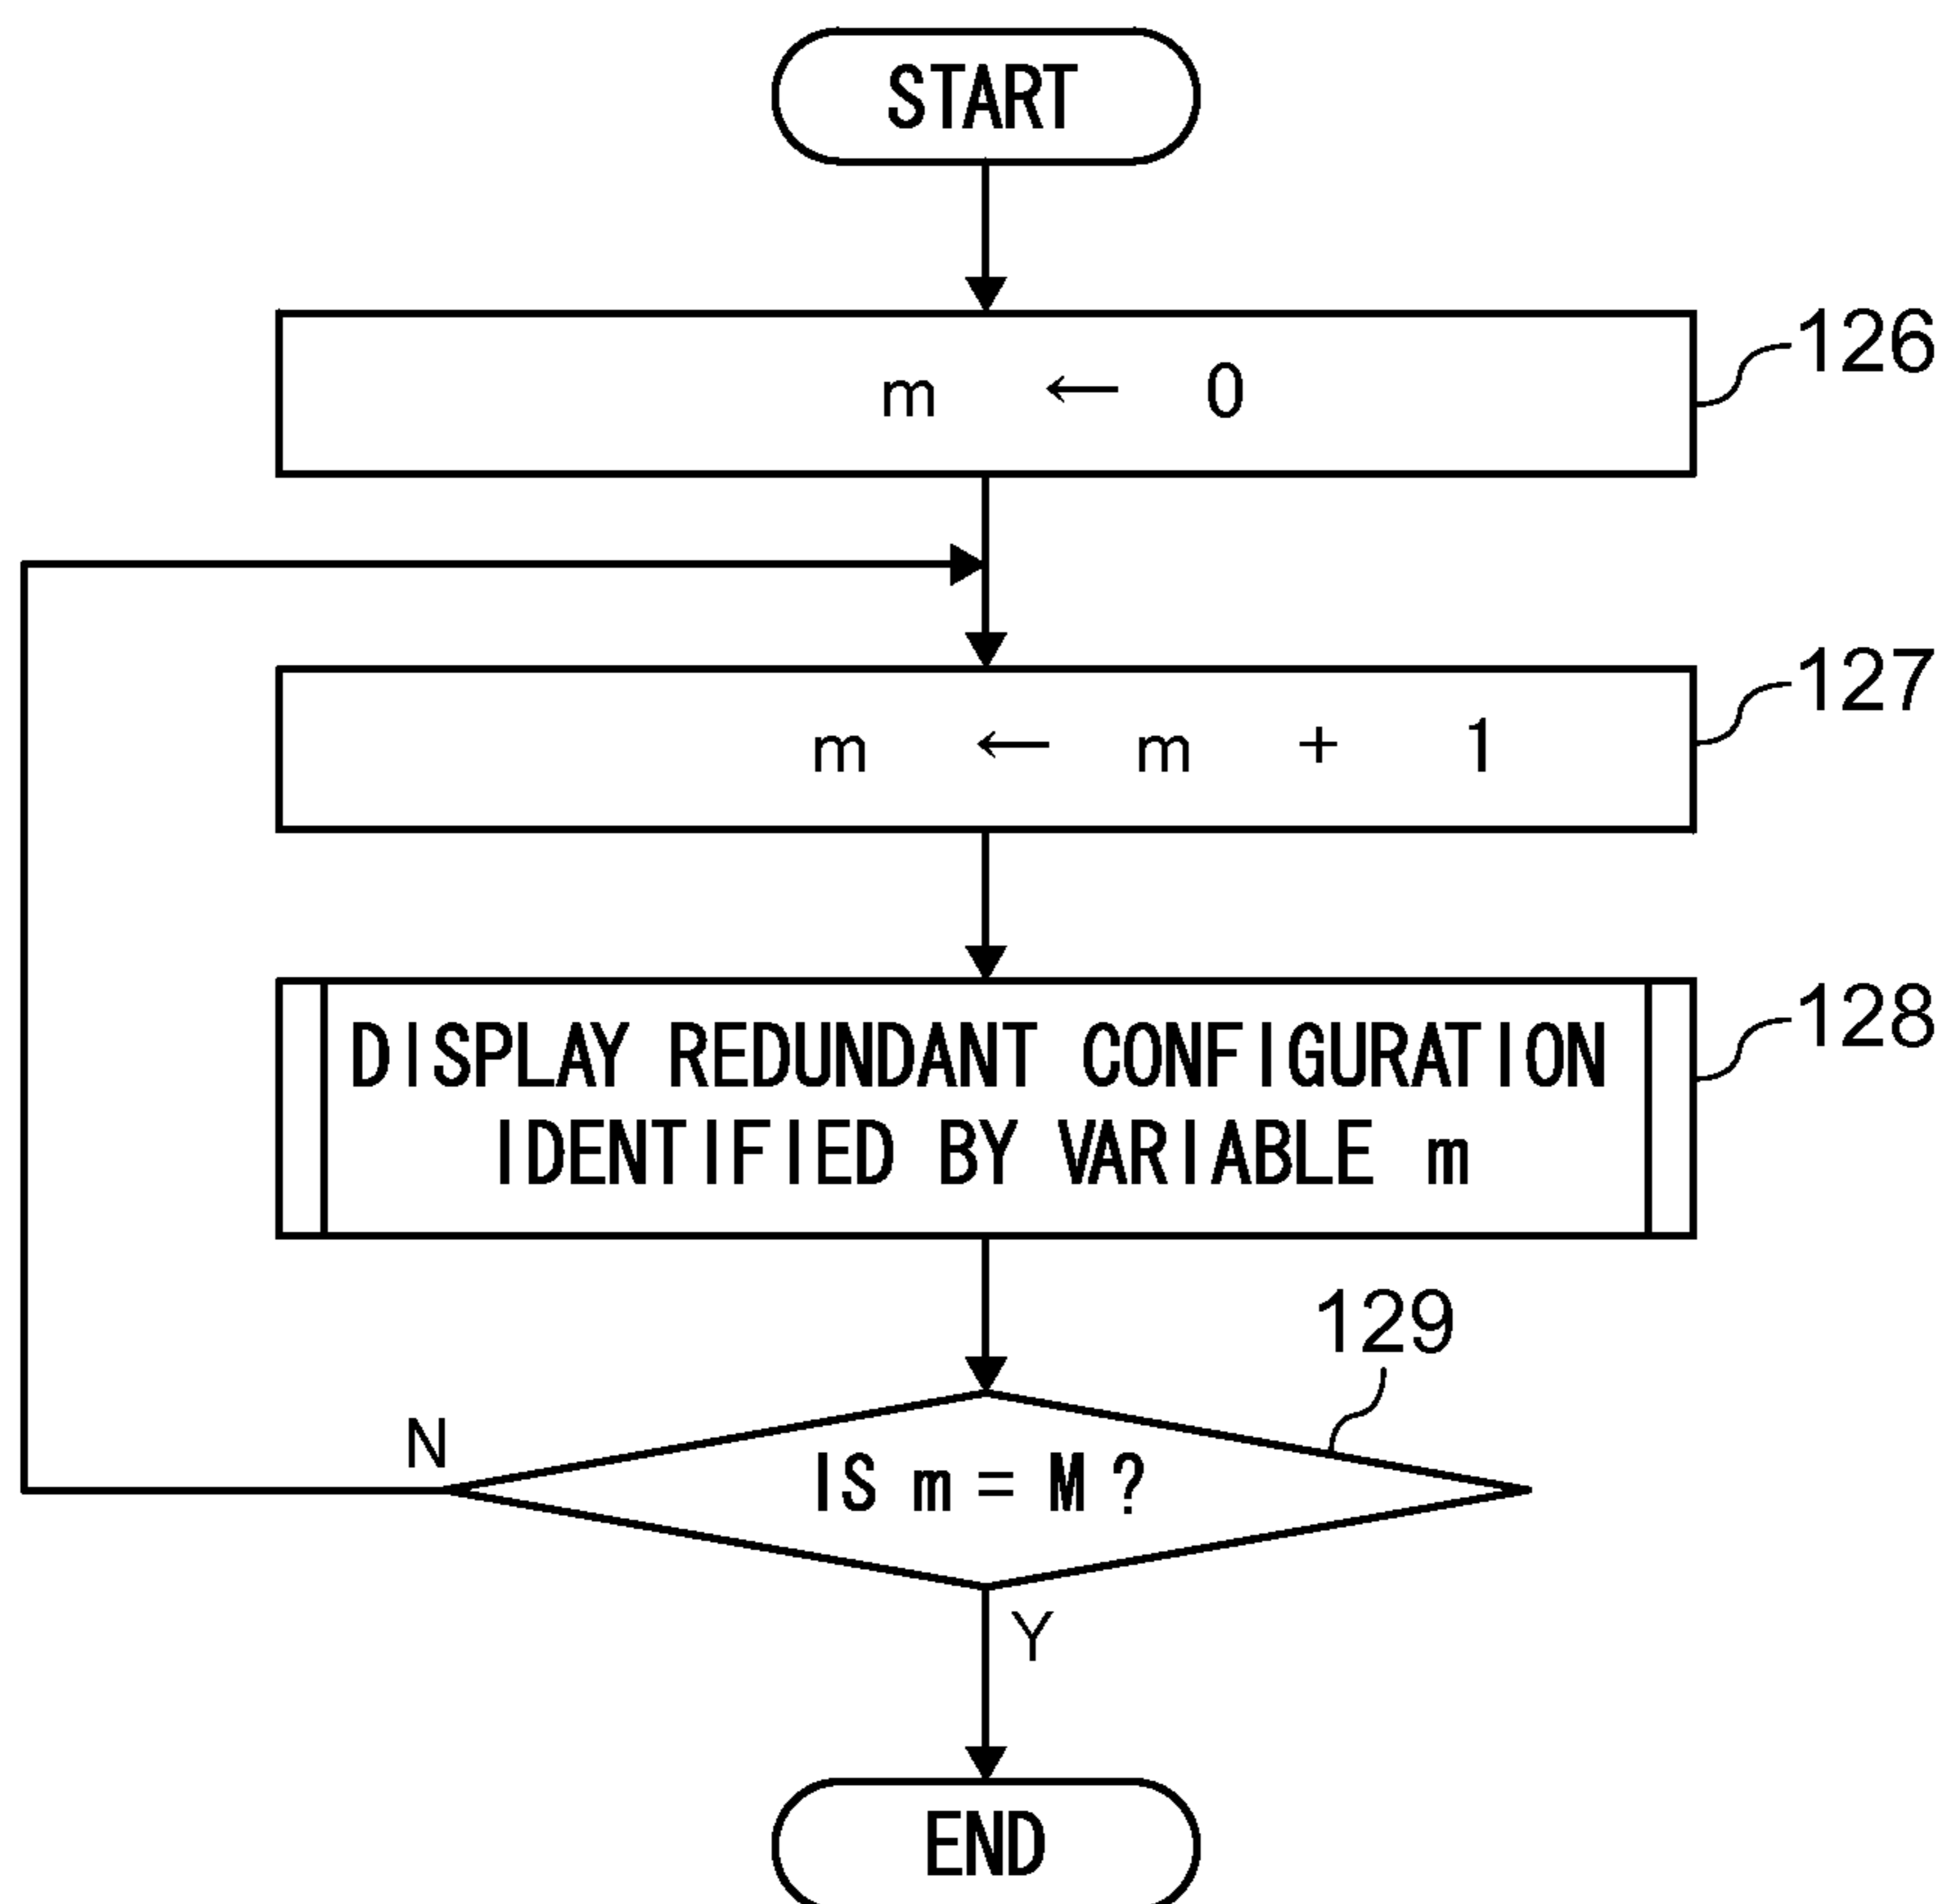 START
m ← 0
126
m ← m + 1
127
DISPLAY REDUNDANT CONFIGURATION
IDENTIFIED BY VARIABLE m
128
129
N
IS m = M ?
Y
END